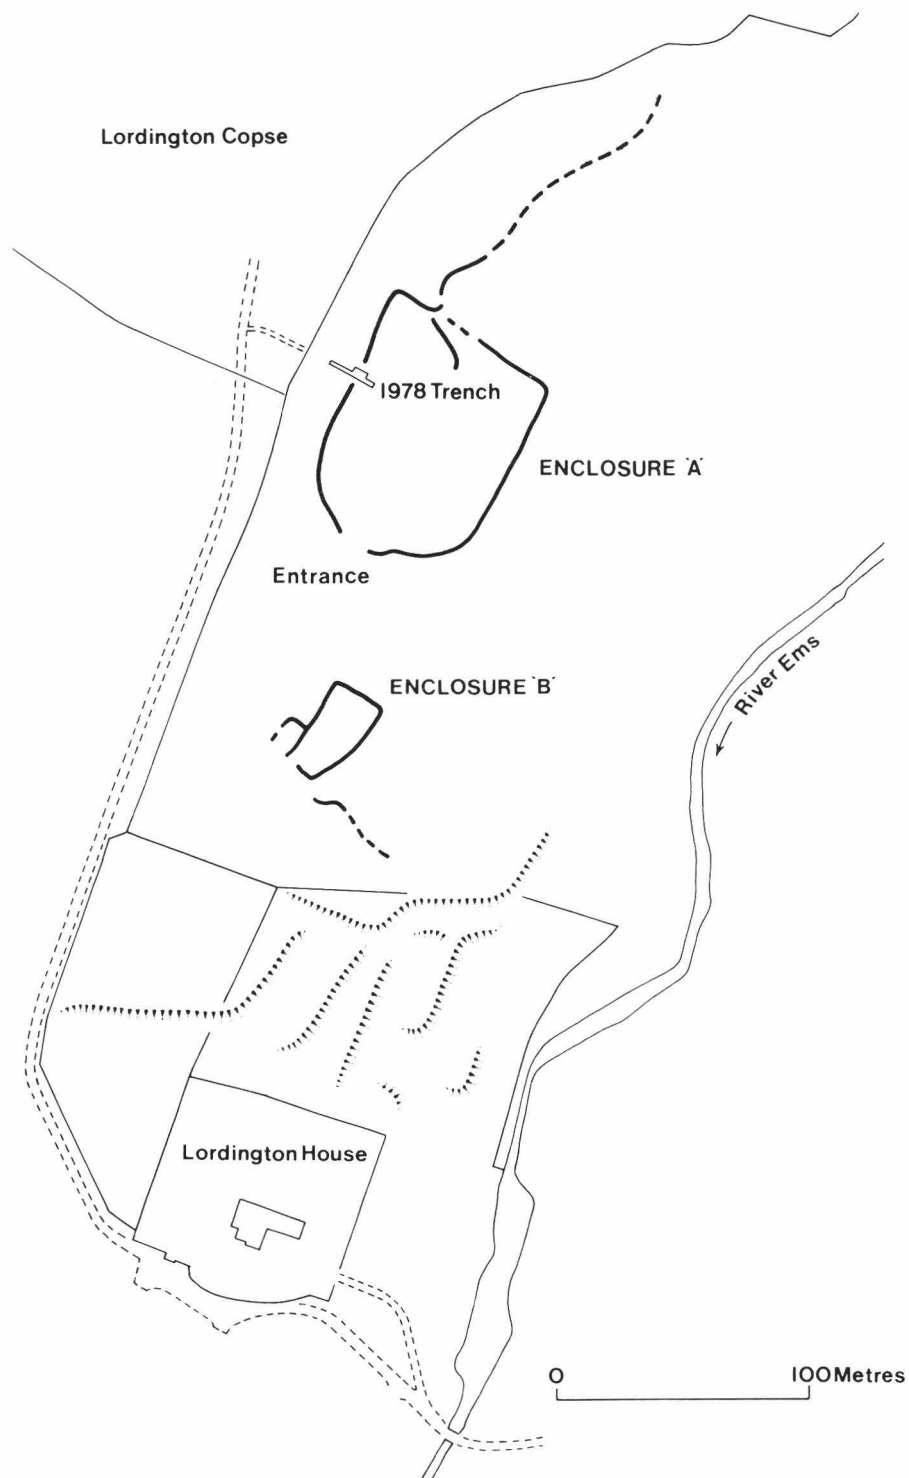 Lordington Copse
1978 Trench
ENCLOSURE 'A'
Entrance
ENCLOSURE 'B'
River Ems
Lordington House
0 100 Metres